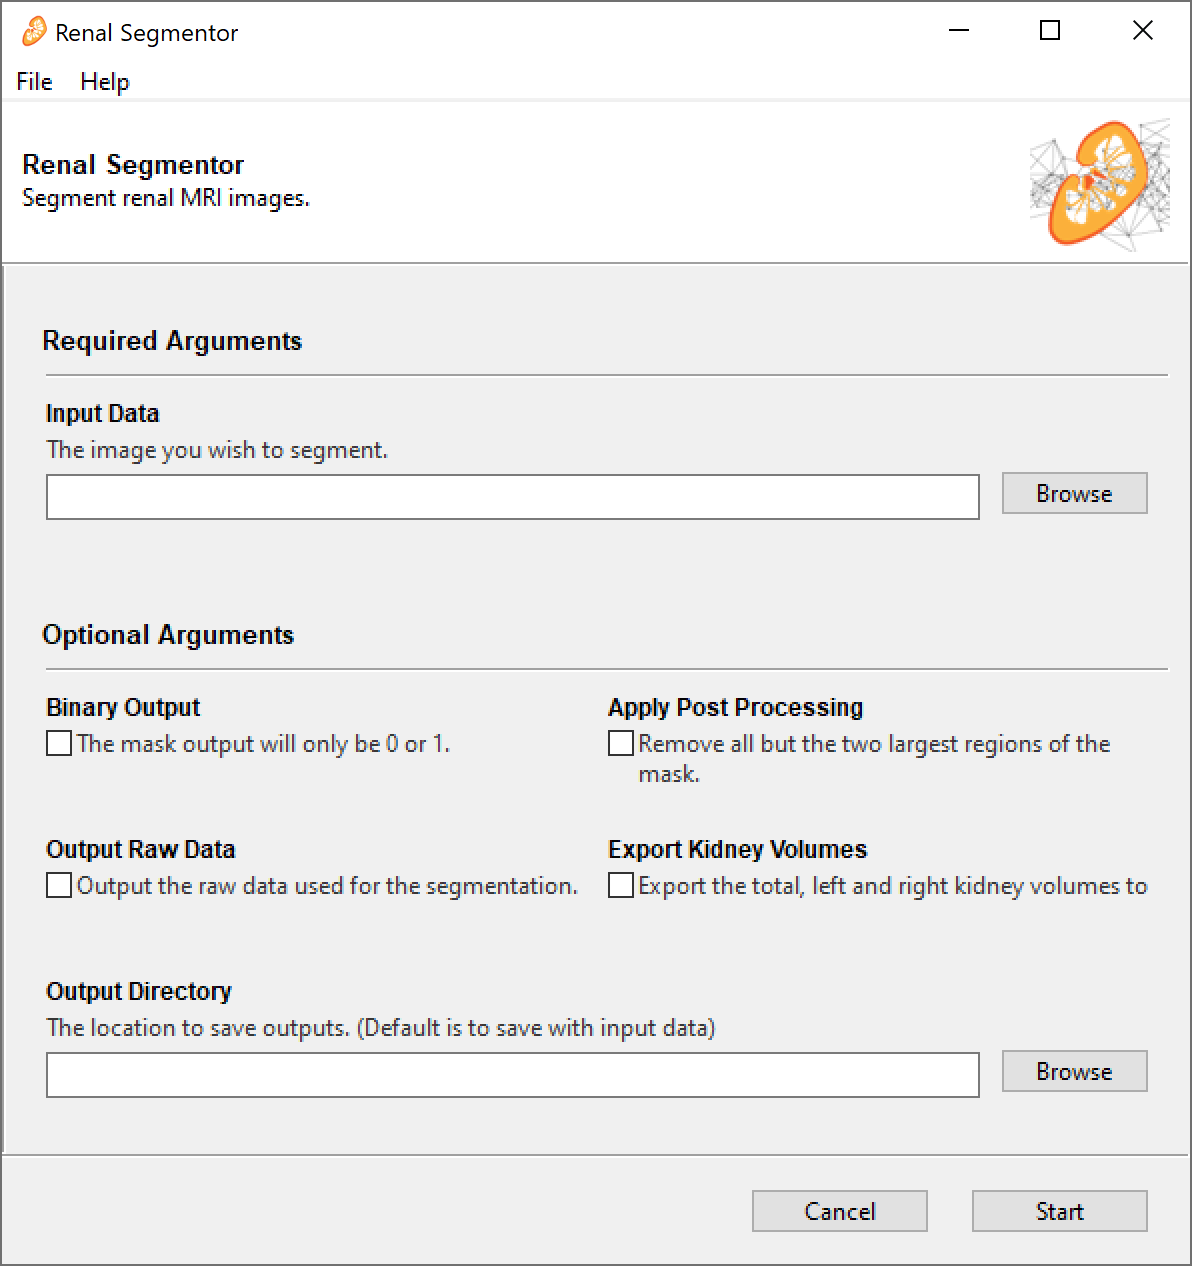 Renal Segmentor
File Help
Renal Segmentor
Segment renal MRI images.
Required Arguments
Input Data
The image you wish to segment.
Browse
Optional Arguments
Binary Output
The mask output will only be 0 or 1.
Apply Post Processing
Remove all but the two largest regions of the
mask.
Output Raw Data
Output the raw data used for the segmentation.
Export Kidney Volumes
Export the total, left and right kidney volumes to
Output Directory
The location to save outputs. (Default is to save with input data)
Browse
Cancel Start